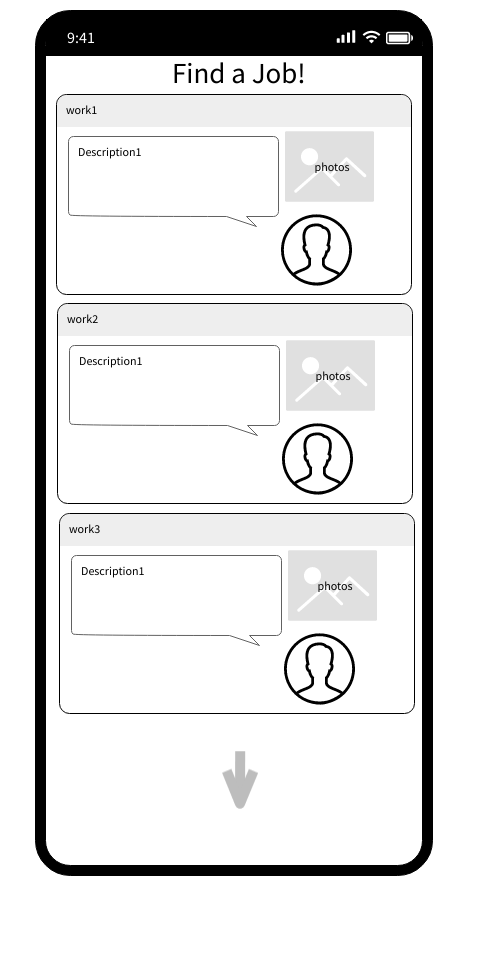 9:41
Find a Job!
work1
Description1
photos
work2
Description1
photos
work3
Description1
photos